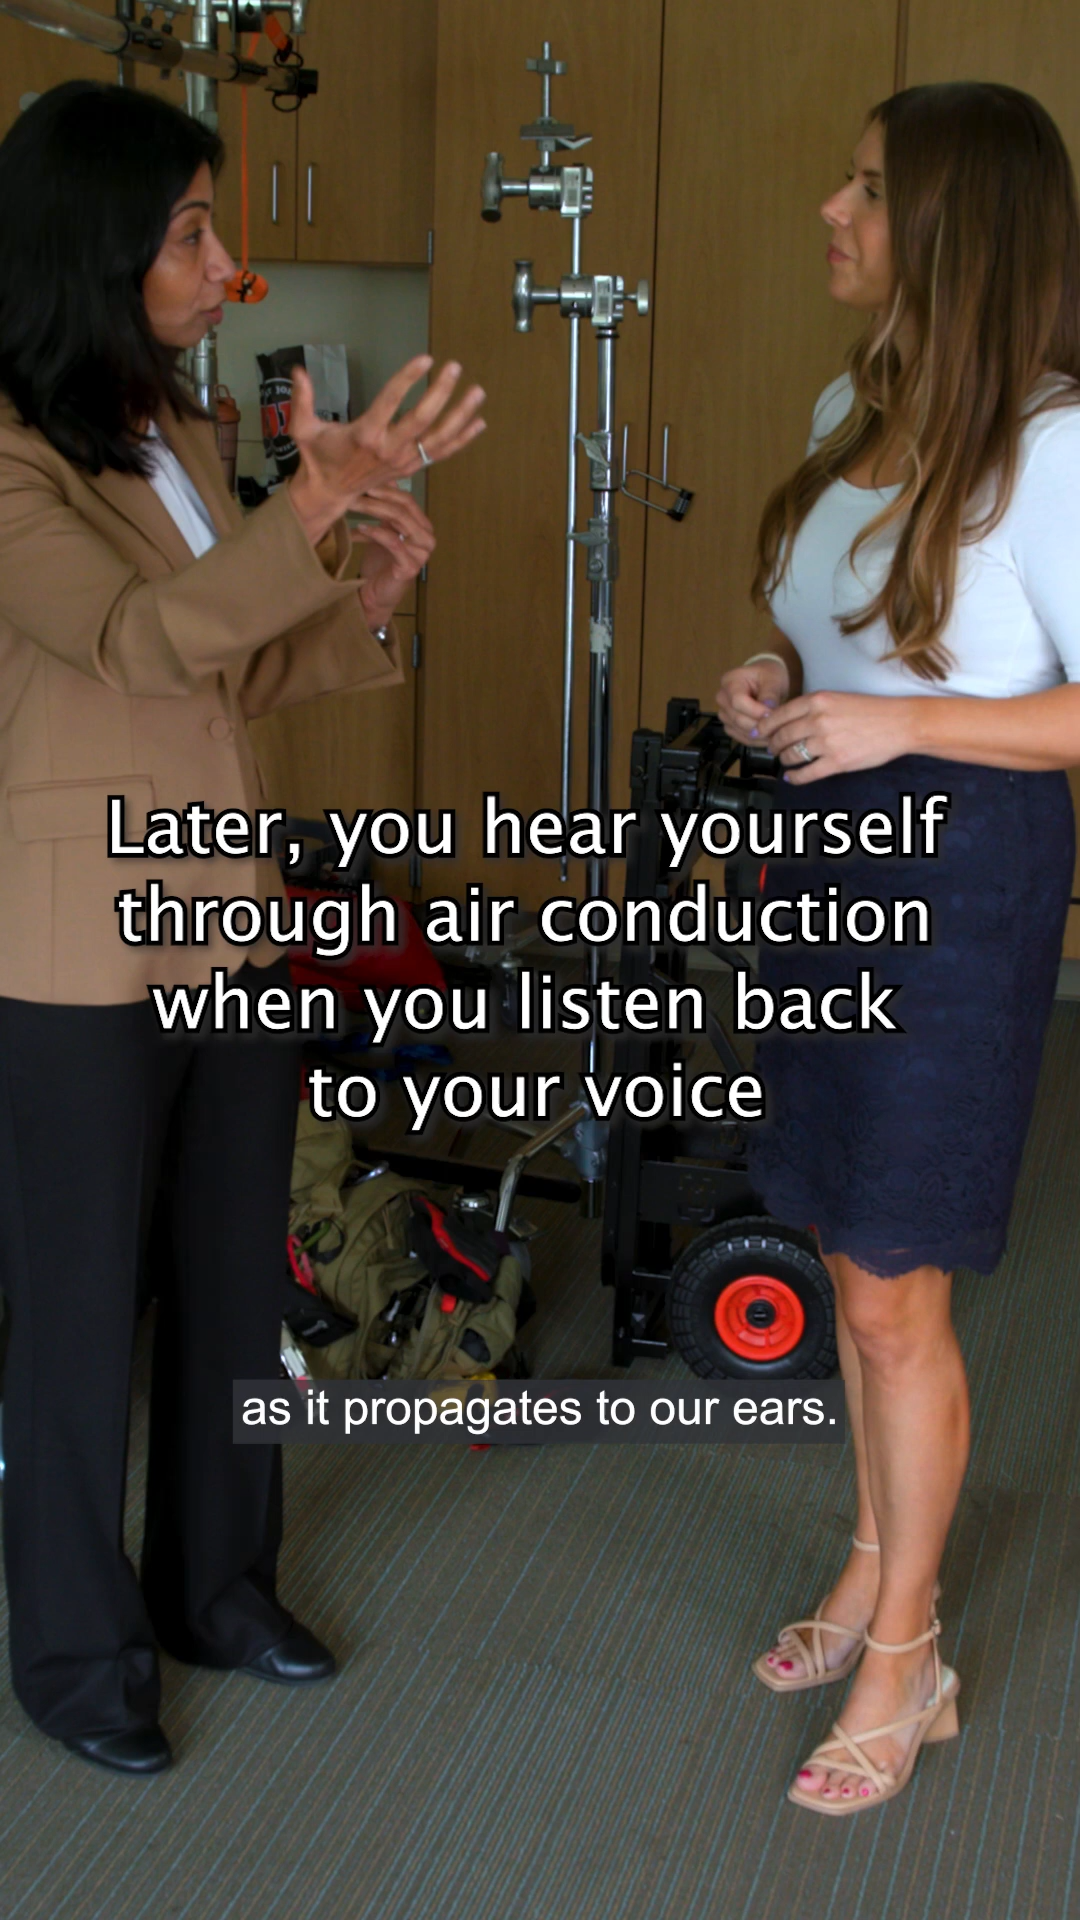 Later, you hear yourself
through air conduction
when you listen back
to your voice
as it propagates to our ears.